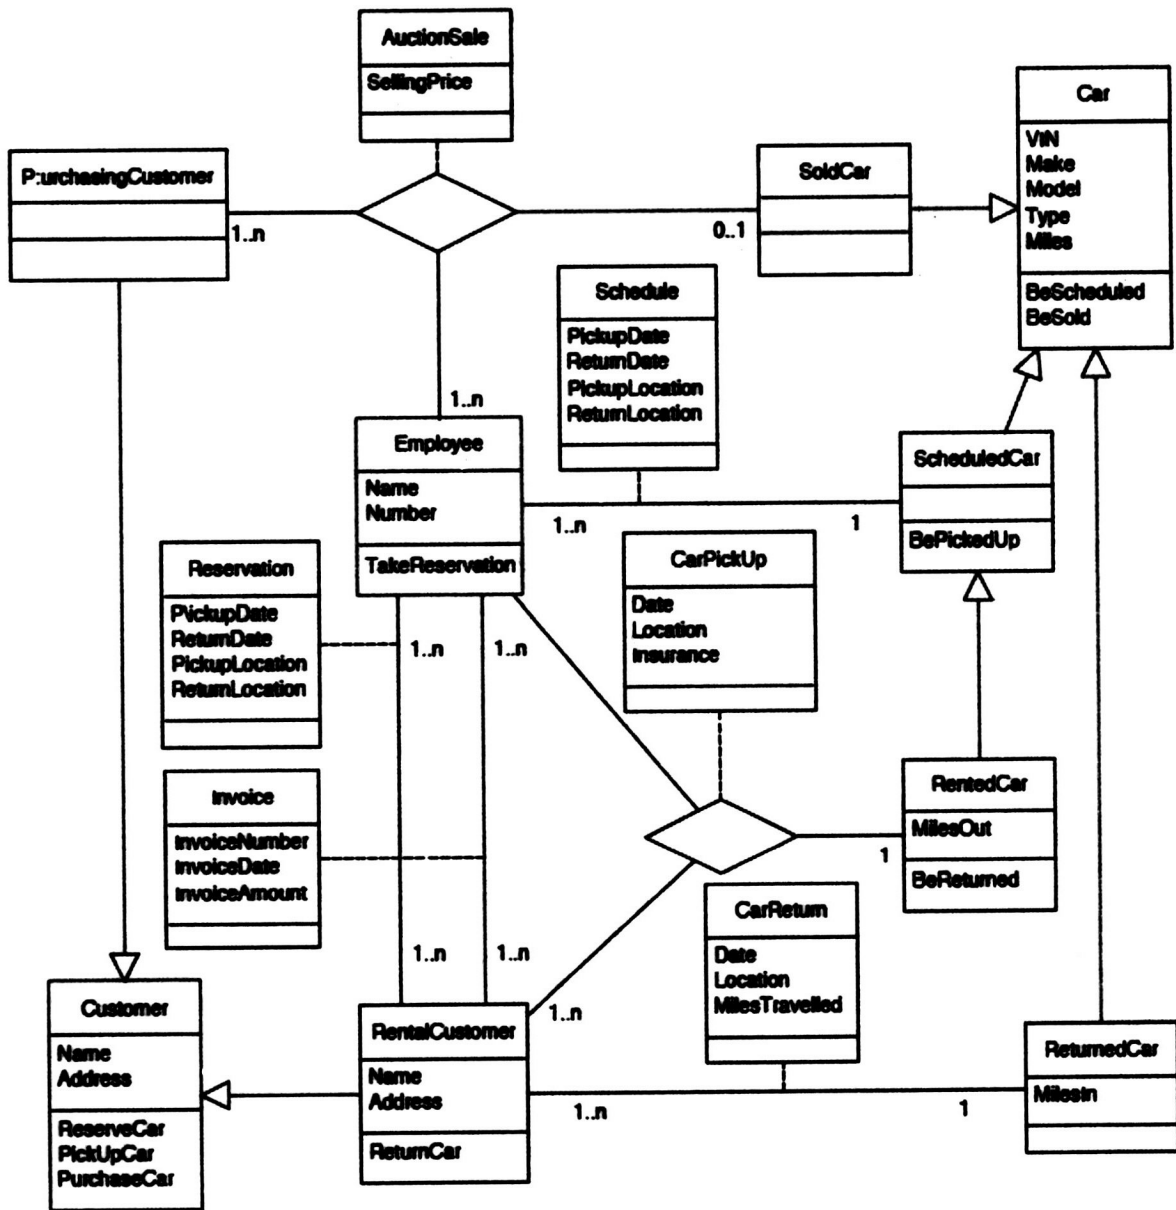 AuctionSale
SellingPrice
Car
VIN
Make
Model
Type
Miles
BeScheduled
BeSold
P:urchasingCustomer
1..n
SoldCar
0..1
Schedule
PickupDate
ReturnDate
PickupLocation
ReturnLocation
1..n
Employee
Name
Number
TakeReservation
1..n
1
ScheduledCar
BePickedUp
Reservation
P\ickupDate
ReturnDate
PickupLocation
ReturnLocation
1..n
1..n
CarPickUp
Date
Location
Insurance
Invoice
InvoiceNumber
InvoiceDate
InvoiceAmount
1
RentedCar
MilesOut
BeReturned
CarReturn
Date
Location
MilesTravelled
1..n
1..n
1..n
Customer
Name
Address
ReserveCar
PickUpCar
PurchaseCar
RentalCustomer
Name
Address
ReturnCar
1..n
1
ReturnedCar
MilesIn